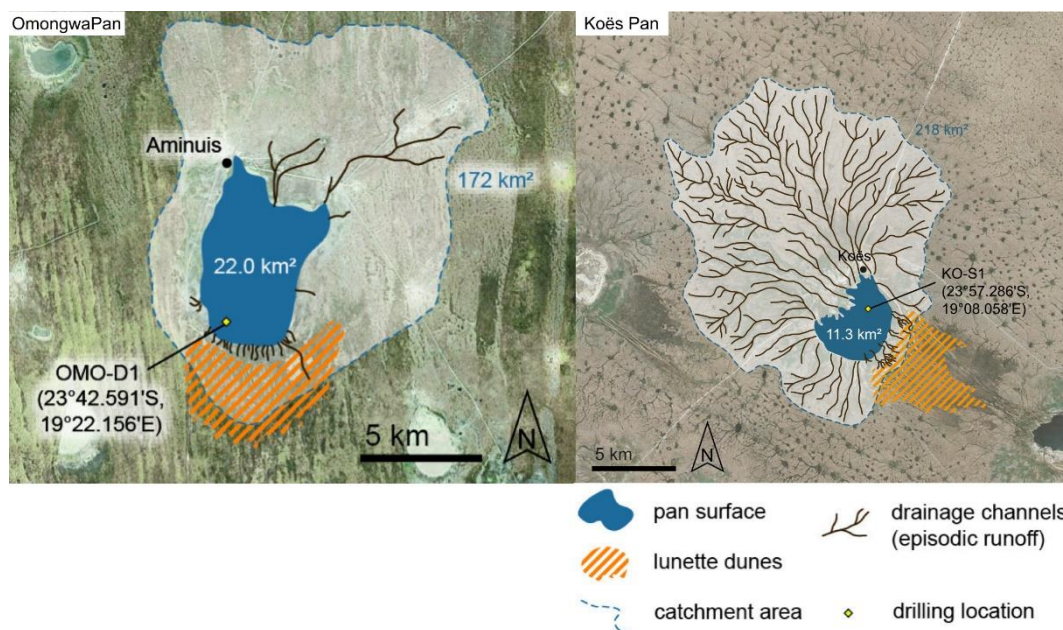 OmongwaPan
Aminuis
172 km²
22.0 km²
OMO-D1
(23°42.591'S,
19°22.156'E)
5 km
N
Koës Pan
218 km²
Koës
KO-S1
(23°57.286'S,
19°08.058'E)
11.3 km²
5 km
N
pan surface
lunette dunes
catchment area
drainage channels
(episodic runoff)
drilling location